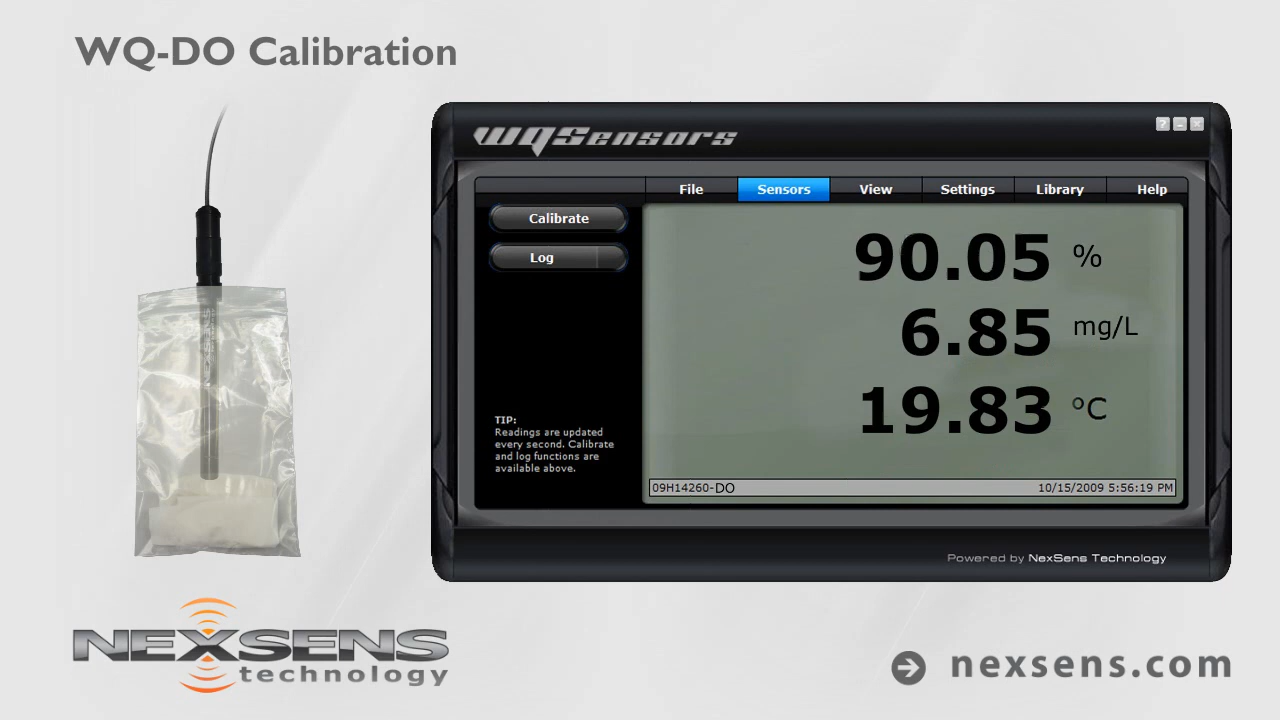 WQ-DO Calibration
WQSensors
? - ×
File Sensors View Settings Library Help
Calibrate
Log
90.05 %
6.85 mg/L
19.83 °C
TIP:
Readings are updated
every second. Calibrate
and log functions are
available above.
09H14260-DO 10/15/2009 5:56:19 PM
Powered by NexSens Technology
NEXSENS
NEXSENS
technology
nexsens.com